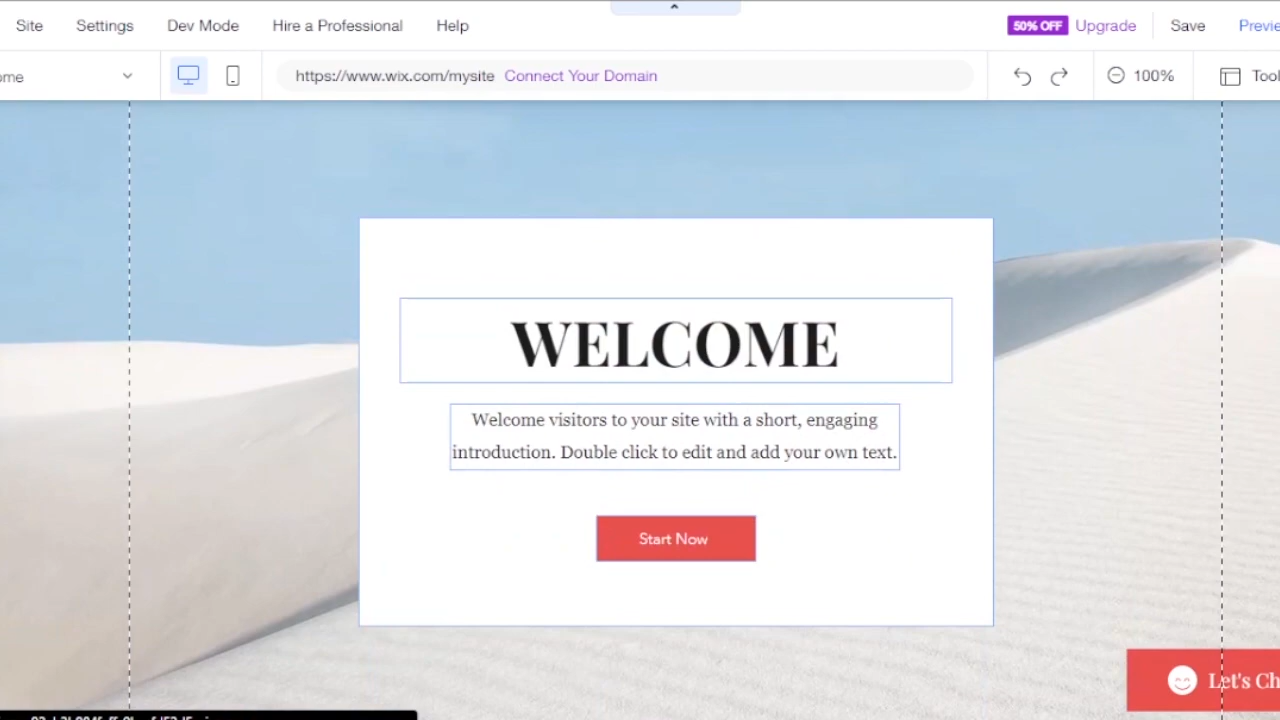 Site Settings Dev Mode Hire a Professional Help 50% OFF Upgrade Save
https://www.wix.com/mysite Connect Your Domain 100%
WELCOME
Welcome visitors to your site with a short, engaging
introduction. Double click to edit and add your own text.
Start Now
Let's